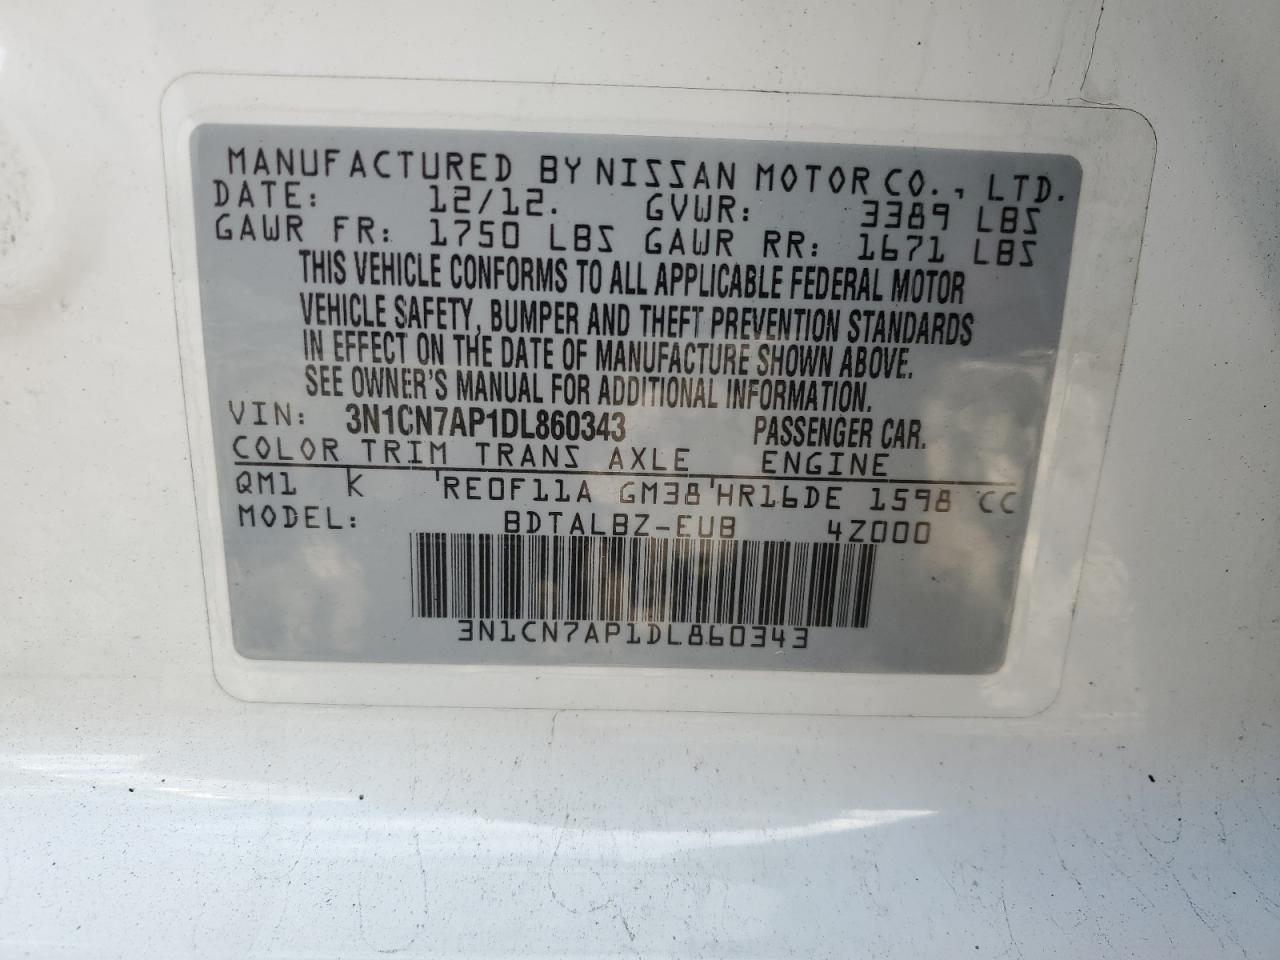 MANUFACTURED BY NISSAN MOTOR CO., LTD.
DATE: 12/12. GVWR: 3389 LBS
GAWR FR: 1750 LBS GAWR RR: 1671 LBS
THIS VEHICLE CONFORMS TO ALL APPLICABLE FEDERAL MOTOR
VEHICLE SAFETY, BUMPER AND THEFT PREVENTION STANDARDS
IN EFFECT ON THE DATE OF MANUFACTURE SHOWN ABOVE.
SEE OWNER'S MANUAL FOR ADDITIONAL INFORMATION.
VIN: 3N1CN7AP1DL860343 PASSENGER CAR.
COLOR TRIM TRANS AXLE ENGINE
QM1 K 'RE0F11A GM38'HR16DE 1598 CC
MODEL: BDTALBZ-EUB 4Z000
3N1CN7AP1DL860343